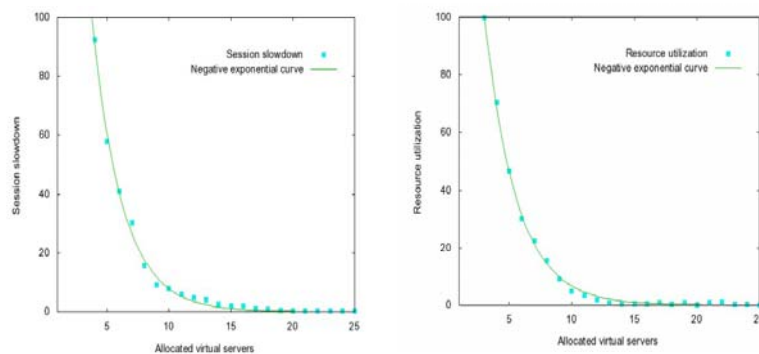 100
80
60
40
20
0
Session slowdown
Session slowdown
Negative exponential curve
5 10 15 20 25
Allocated virtual servers
100
80
60
40
20
0
Resource utilization
Resource utilization
Negative exponential curve
5 10 15 20 25
Allocated virtual servers